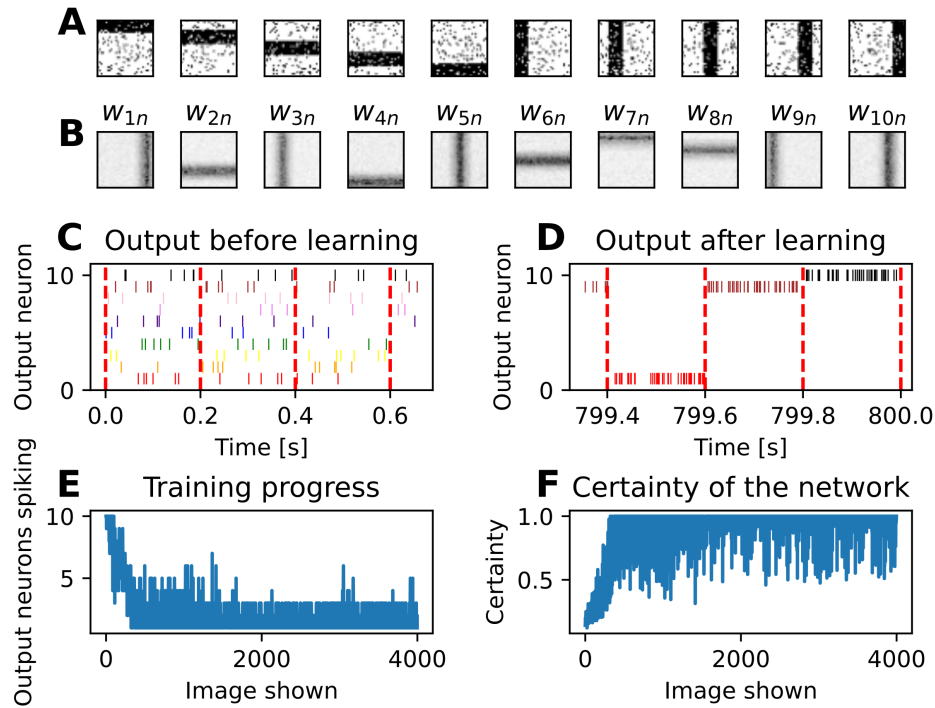 A
B
w1n w2n w3n w4n w5n w6n w7n w8n w9n w10n
C Output before learning
Output neuron
10
0
0.0 0.2 0.4 0.6
Time [s]
D Output after learning
Output neuron
10
0
799.4 799.6 799.8 800.0
Time [s]
E Training progress
Output neurons spiking
10
5
0 2000 4000
Image shown
F Certainty of the network
Certainty
1.0
0.5
0 2000 4000
Image shown